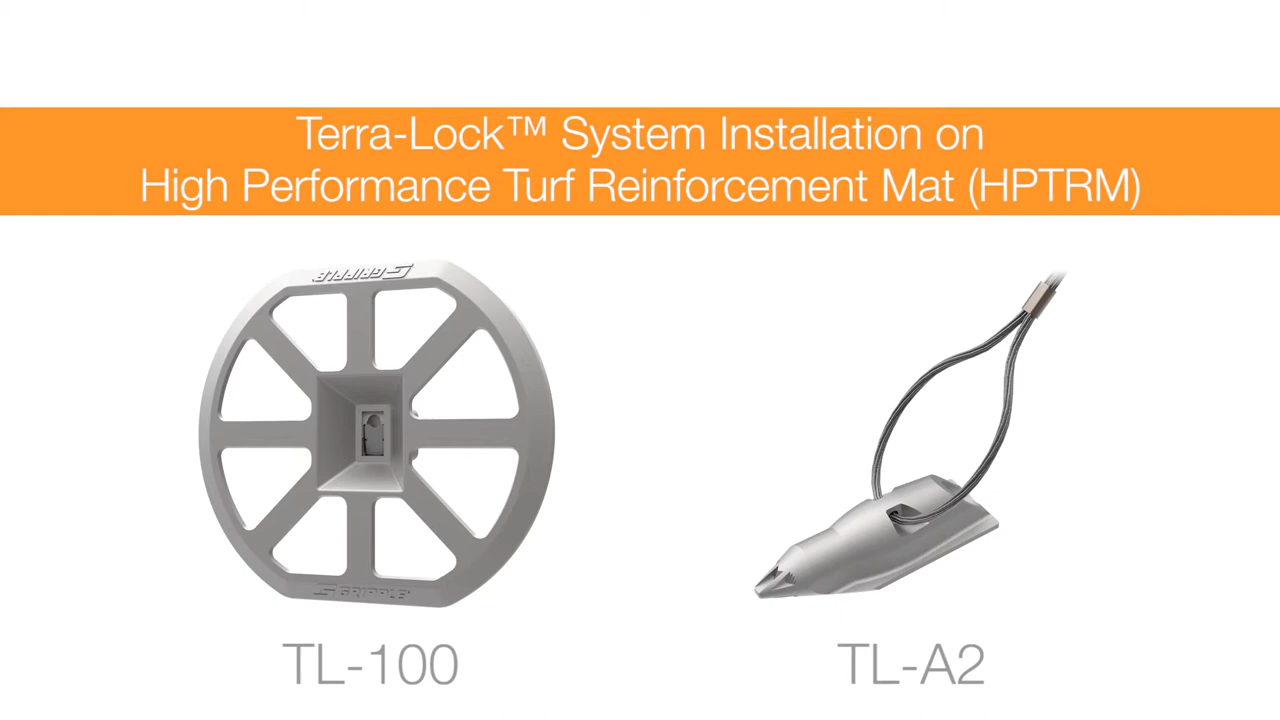 Terra-Lock™ System Installation on
High Performance Turf Reinforcement Mat (HPTRM)
GRIPPLE
GRIPPLE
TL-100
TL-A2